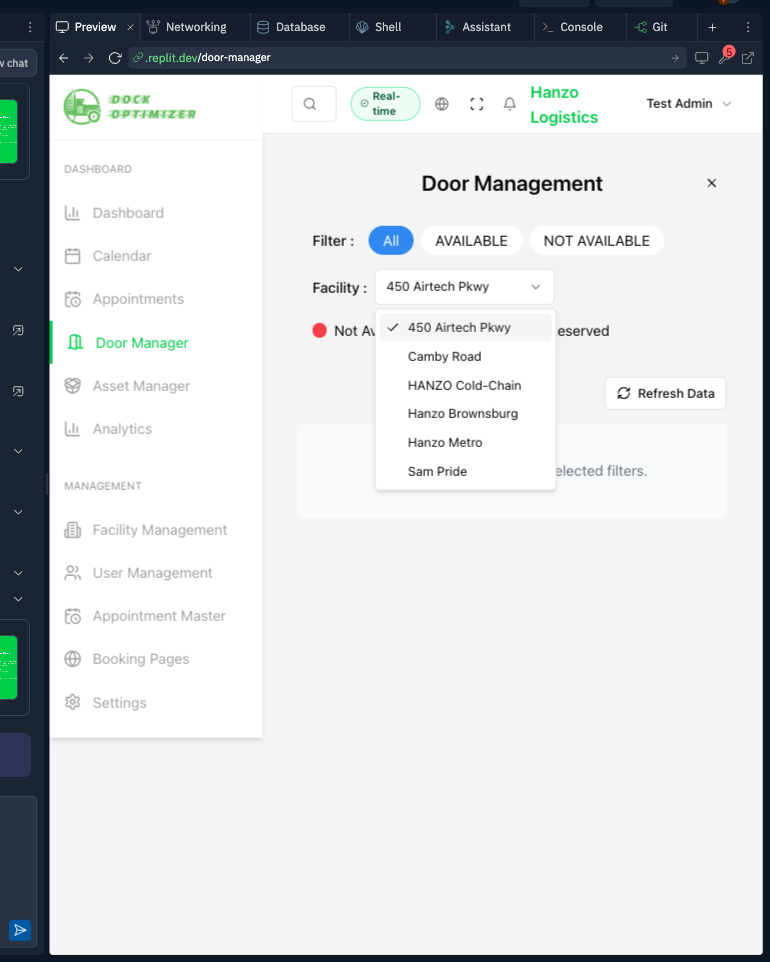 Preview
Networking
Database
Shell
Assistant
Console
Git
w chat
.replit.dev/door-manager
5
DOCK
OPTIMIZER
Real-
time
Hanzo
Logistics
Test Admin
DASHBOARD
Dashboard
Calendar
Appointments
Door Manager
Asset Manager
Analytics
MANAGEMENT
Facility Management
User Management
Appointment Master
Booking Pages
Settings
Door Management
Filter :
All
AVAILABLE
NOT AVAILABLE
Facility :
450 Airtech Pkwy
Not Av
eserved
450 Airtech Pkwy
Camby Road
HANZO Cold-Chain
Hanzo Brownsburg
Hanzo Metro
Sam Pride
Refresh Data
elected filters.